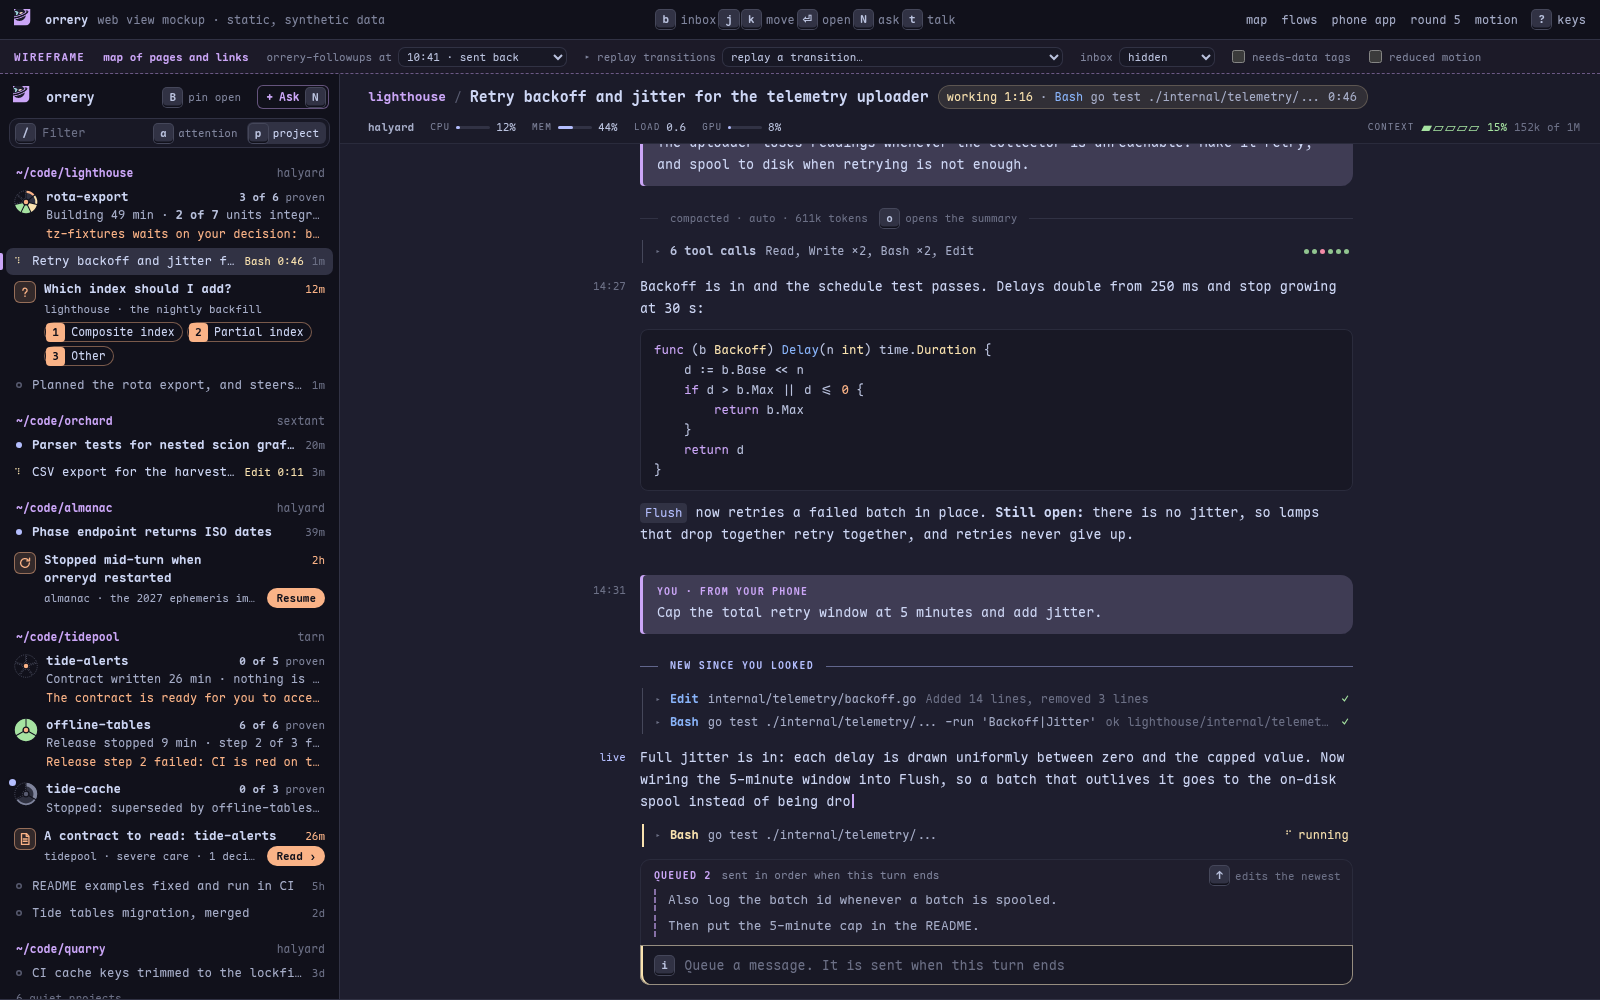 orrery web view mockup · static, synthetic data
b inbox j k move ⏎ open N ask t talk
map flows phone app round 5 motion ? keys
WIREFRAME map of pages and links orrery-followups at 10:41 · sent back ▸ replay transitions replay a transition… inbox hidden needs-data tags reduced motion
orrery B pin open + Ask N
/ Filter a attention p project
~/code/lighthouse halyard
rota-export 3 of 6 proven
Building 49 min · 2 of 7 units integr…
tz-fixtures waits on your decision: b…
Retry backoff and jitter f… Bash 0:46 1m
? Which index should I add? 12m
lighthouse · the nightly backfill
1 Composite index 2 Partial index
3 Other
Planned the rota export, and steers… 1m
~/code/orchard sextant
Parser tests for nested scion graf… 20m
CSV export for the harvest… Edit 0:11 3m
~/code/almanac halyard
Phase endpoint returns ISO dates 39m
Stopped mid-turn when 2h
orreryd restarted
almanac · the 2027 ephemeris im… Resume
~/code/tidepool tarn
tide-alerts 0 of 5 proven
Contract written 26 min · nothing is …
The contract is ready for you to acce…
offline-tables 6 of 6 proven
Release stopped 9 min · step 2 of 3 f…
Release step 2 failed: CI is red on t…
tide-cache 0 of 3 proven
Stopped: superseded by offline-tables…
A contract to read: tide-alerts 26m
tidepool · severe care · 1 deci… Read ›
README examples fixed and run in CI 5h
Tide tables migration, merged 2d
~/code/quarry halyard
CI cache keys trimmed to the lockfi… 3d
6 quiet projects
lighthouse / Retry backoff and jitter for the telemetry uploader working 1:16 · Bash go test ./internal/telemetry/... 0:46
halyard CPU 12% MEM 44% LOAD 0.6 GPU 8% CONTEXT 15% 152k of 1M
The uploader loses readings whenever the collector is unreachable. Make it retry,
and spool to disk when retrying is not enough.
compacted · auto · 611k tokens o opens the summary
▸ 6 tool calls Read, Write ×2, Bash ×2, Edit
14:27 Backoff is in and the schedule test passes. Delays double from 250 ms and stop growing
at 30 s:
func (b Backoff) Delay(n int) time.Duration {
d := b.Base << n
if d > b.Max || d <= 0 {
return b.Max
}
return d
}
Flush now retries a failed batch in place. Still open: there is no jitter, so lamps
that drop together retry together, and retries never give up.
14:31 YOU · FROM YOUR PHONE
Cap the total retry window at 5 minutes and add jitter.
NEW SINCE YOU LOOKED
▸ Edit internal/telemetry/backoff.go Added 14 lines, removed 3 lines ✓
▸ Bash go test ./internal/telemetry/... -run 'Backoff|Jitter' ok lighthouse/internal/telemet… ✓
live Full jitter is in: each delay is drawn uniformly between zero and the capped value. Now
wiring the 5-minute window into Flush, so a batch that outlives it goes to the on-disk
spool instead of being dro
▸ Bash go test ./internal/telemetry/... running
QUEUED 2 sent in order when this turn ends ↑ edits the newest
Also log the batch id whenever a batch is spooled.
Then put the 5-minute cap in the README.
i Queue a message. It is sent when this turn ends